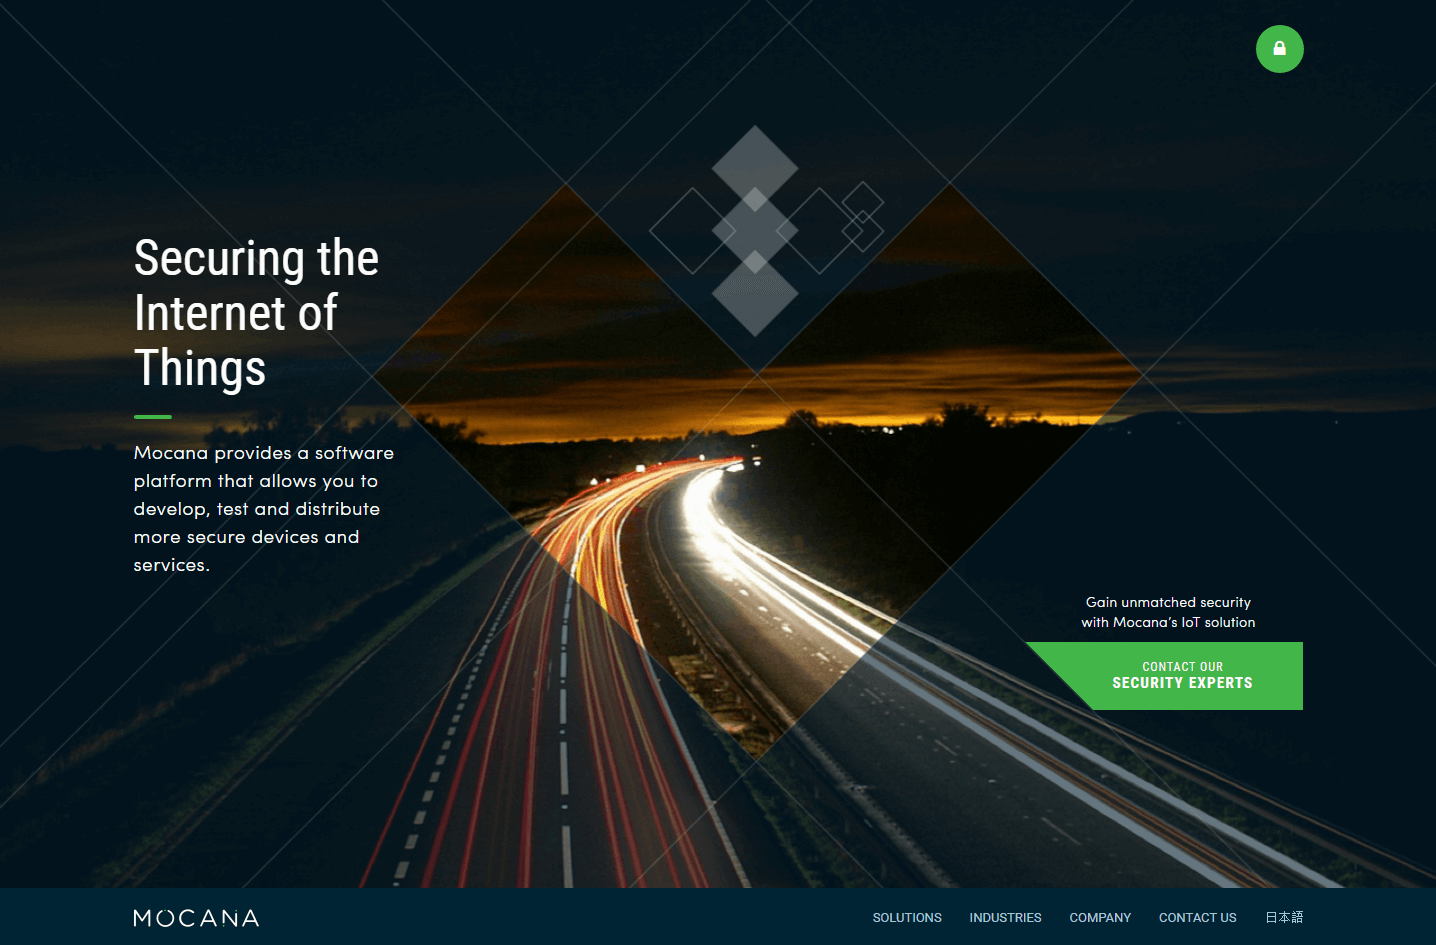 Securing the
Internet of
Things
Mocana provides a software
platform that allows you to
develop, test and distribute
more secure devices and
services.
Gain unmatched security
with Mocana's IoT solution
CONTACT OUR
SECURITY EXPERTS
MOCANA
SOLUTIONS INDUSTRIES COMPANY CONTACT US 日本語